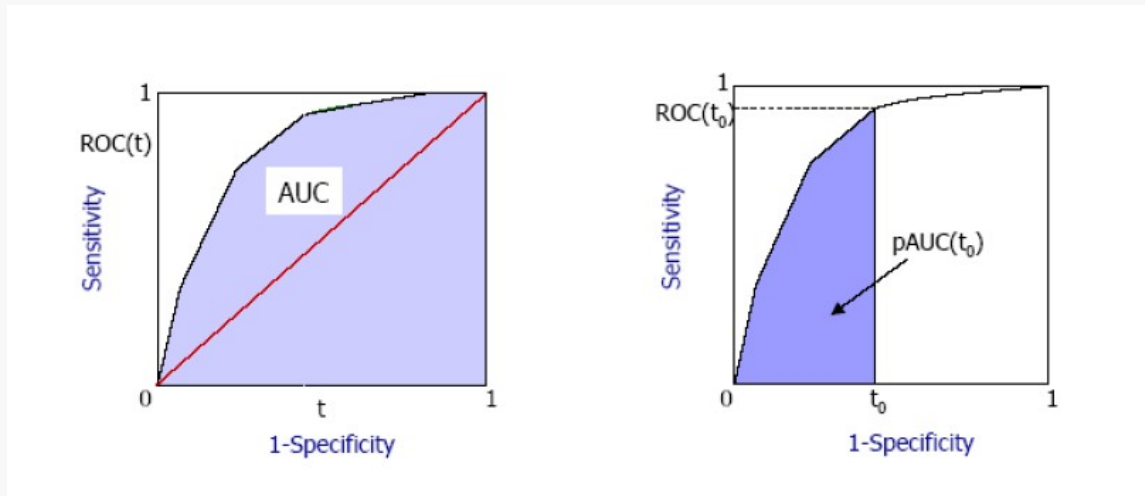 1
ROC(t)
AUC
Sensitivity
0
t
1
1-Specificity
1
ROC(t₀)
Sensitivity
pAUC(t₀)
0
t₀
1
1-Specificity